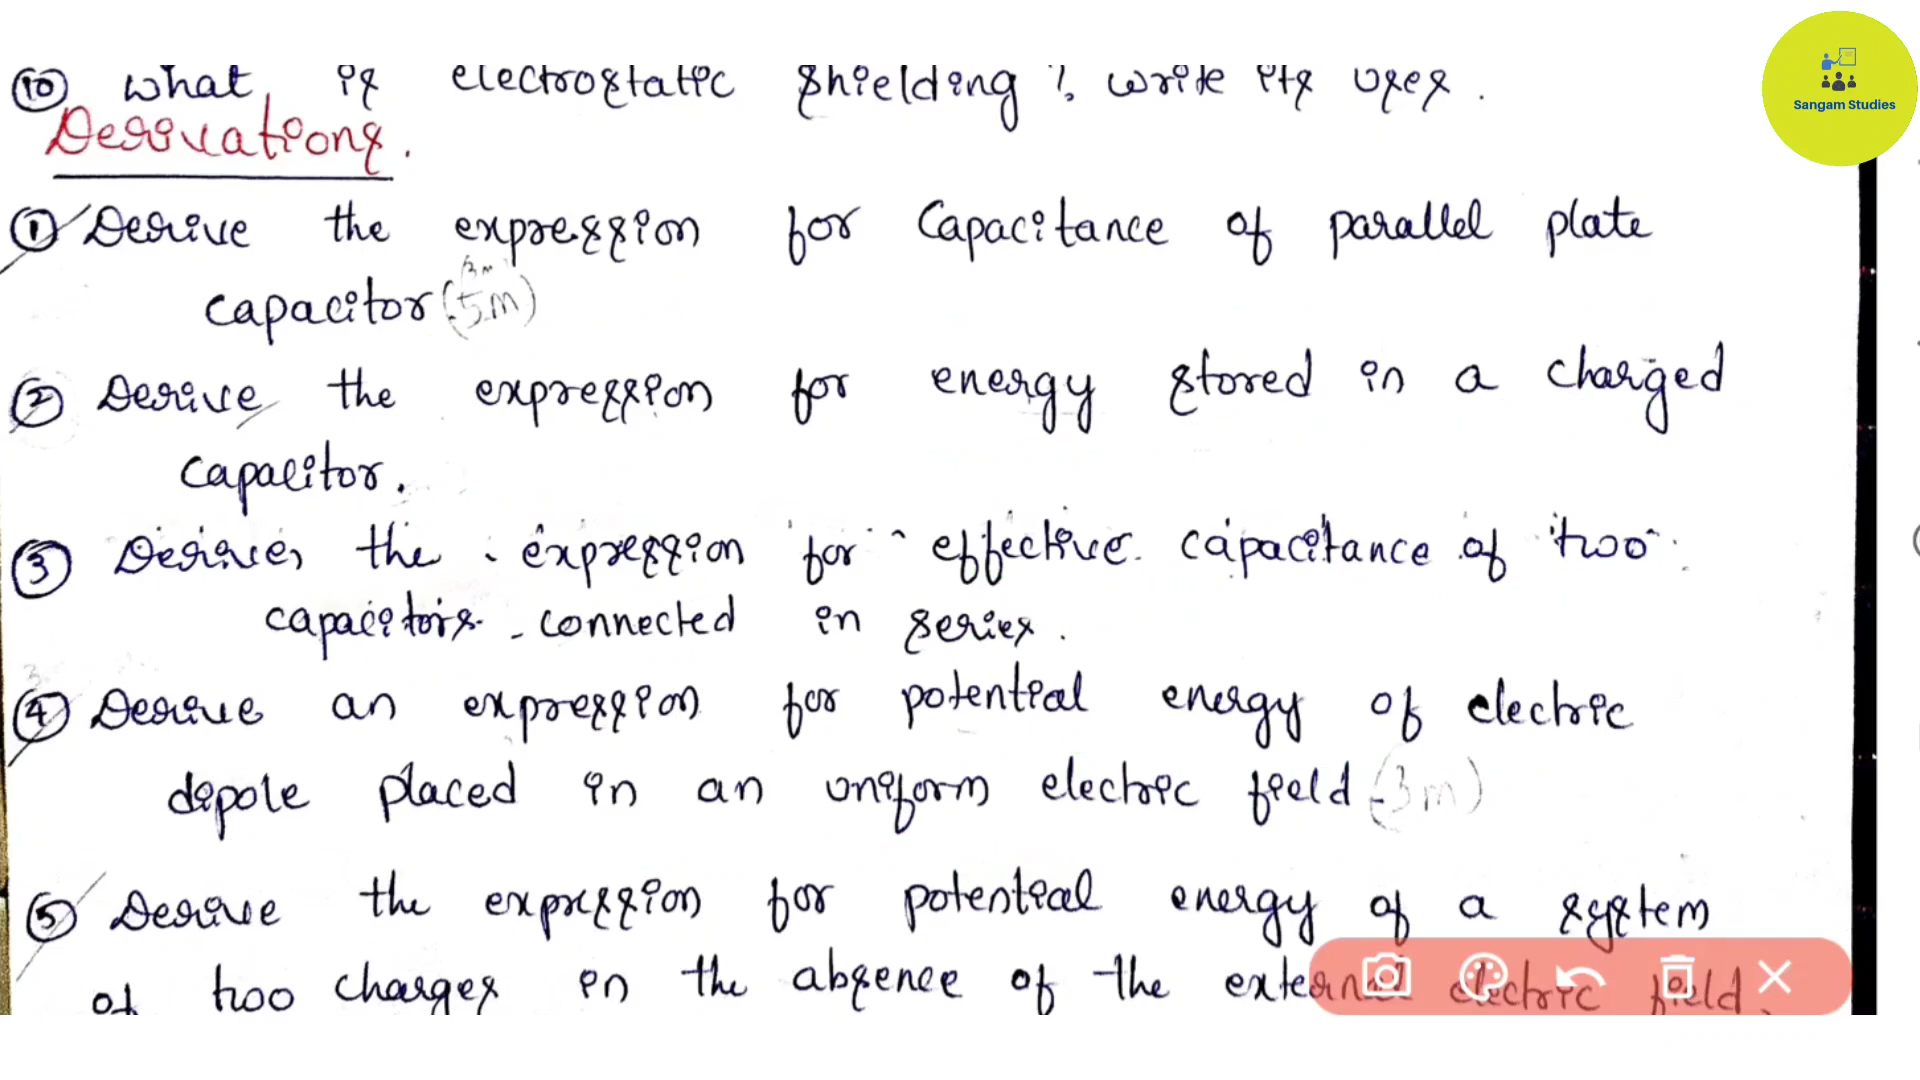 10 What is electrostatic shielding ? write its uses.
Derivations.
1 Derive the expression for Capacitance of parallel plate
capacitor (5m)
3m
2 Derive the expression for energy stored in a charged
capacitor.
3 Derive, the expression for effective capacitance of two
capacitors connected in series.
3
4 Derive an expression for potential energy of electric
dipole placed in an uniform electric field (3m)
5 Derive the expression for potential energy of a system
of two charges in the absence of the external electric field.
Sangam Studies